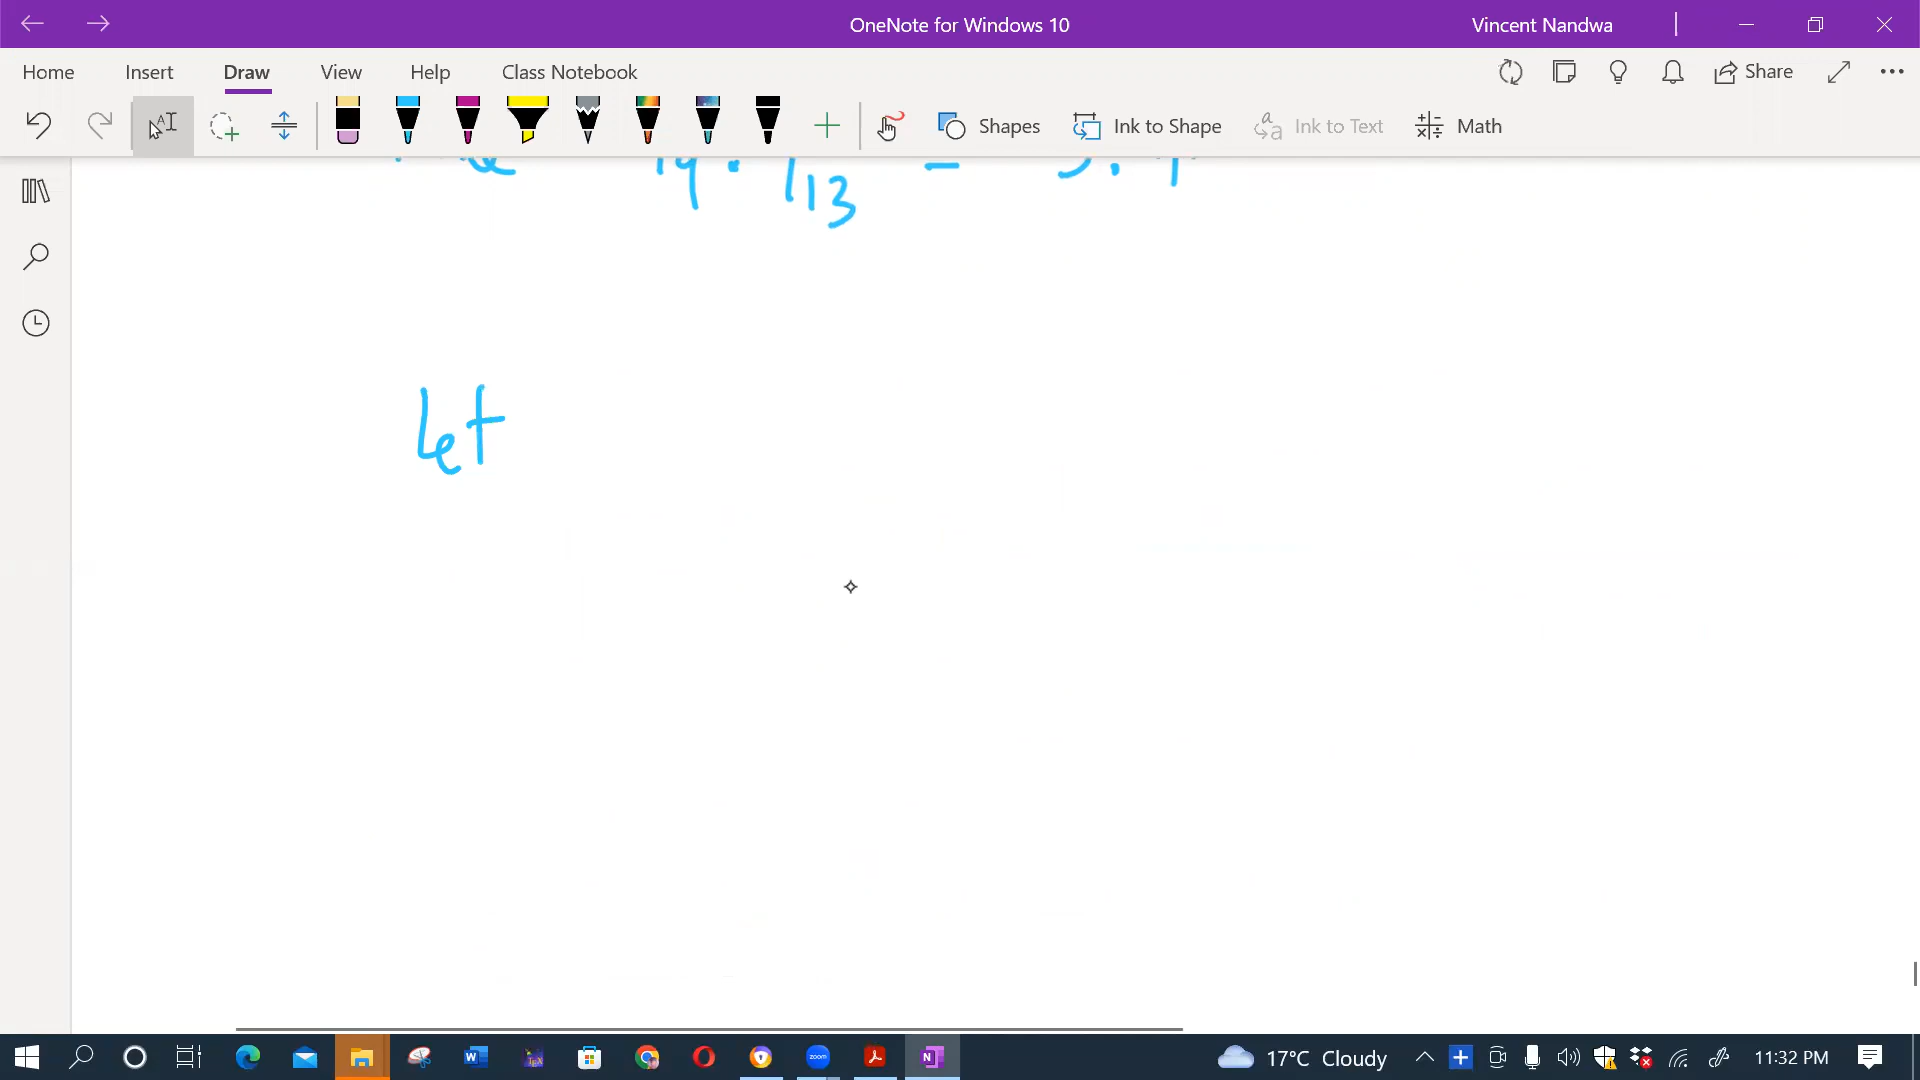 OneNote for Windows 10
Vincent Nandwa
Home Insert Draw View Help Class Notebook Share
Shapes Ink to Shape Ink to Text Math
let
17°C Cloudy 11:32 PM